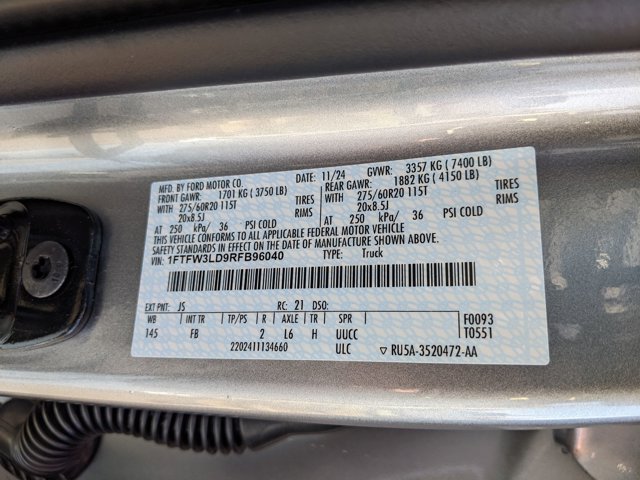 MFD. BY FORD MOTOR CO.
DATE: 11/24 GVWR: 3357 KG ( 7400 LB)
FRONT GAWR: 1701 KG ( 3750 LB) REAR GAWR: 1882 KG ( 4150 LB)
WITH 275/60R20 115T TIRES WITH 275/60R20 115T TIRES
20x8.5J RIMS 20x8.5J RIMS
AT 250 kPa/ 36 PSI COLD AT 250 kPa/ 36 PSI COLD
THIS VEHICLE CONFORMS TO ALL APPLICABLE FEDERAL MOTOR VEHICLE
SAFETY STANDARDS IN EFFECT ON THE DATE OF MANUFACTURE SHOWN ABOVE.
VIN: 1FTFW3LD9RFB96040 TYPE: Truck
EXT PNT: JS RC: 21 DSO:
WB INT TR TP/PS R AXLE TR SPR F0093
145 FB 2 L6 H UUCC T0551
2202411134660 ULC ▽ RU5A-3520472-AA